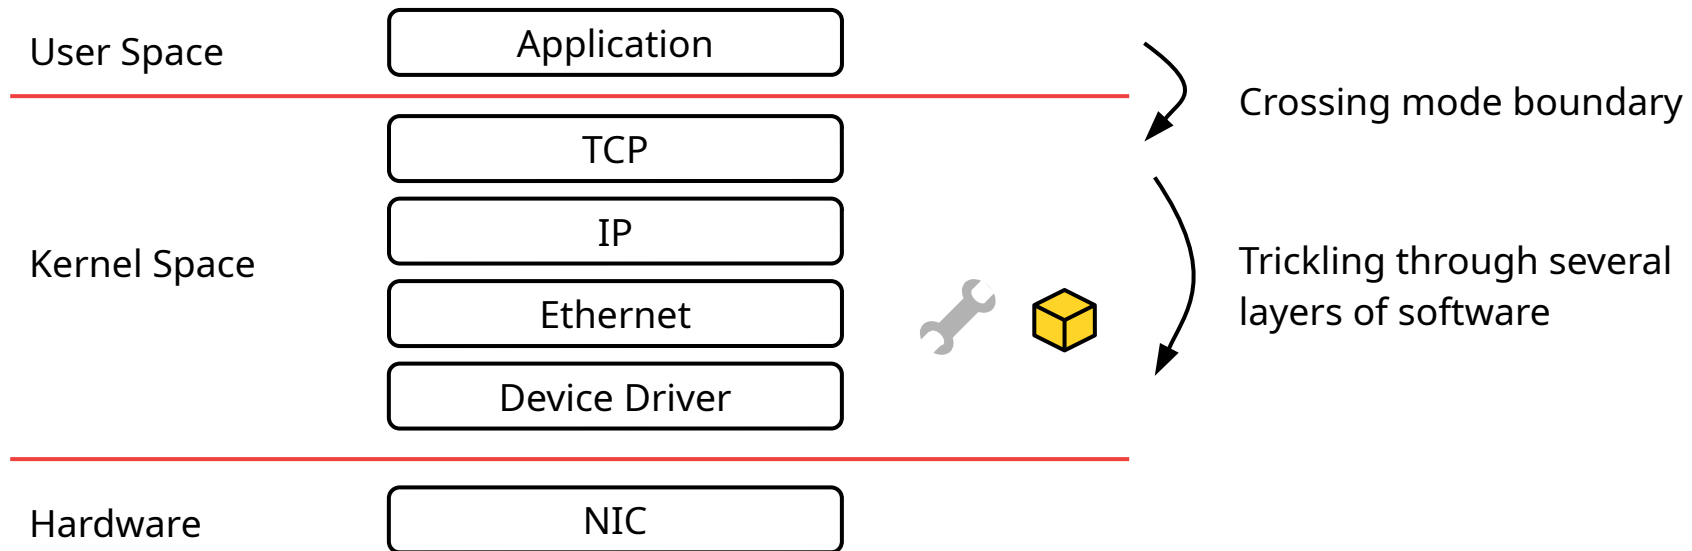 User Space
Application
Crossing mode boundary
TCP
IP
Kernel Space
Trickling through several
layers of software
Ethernet
Device Driver
Hardware
NIC